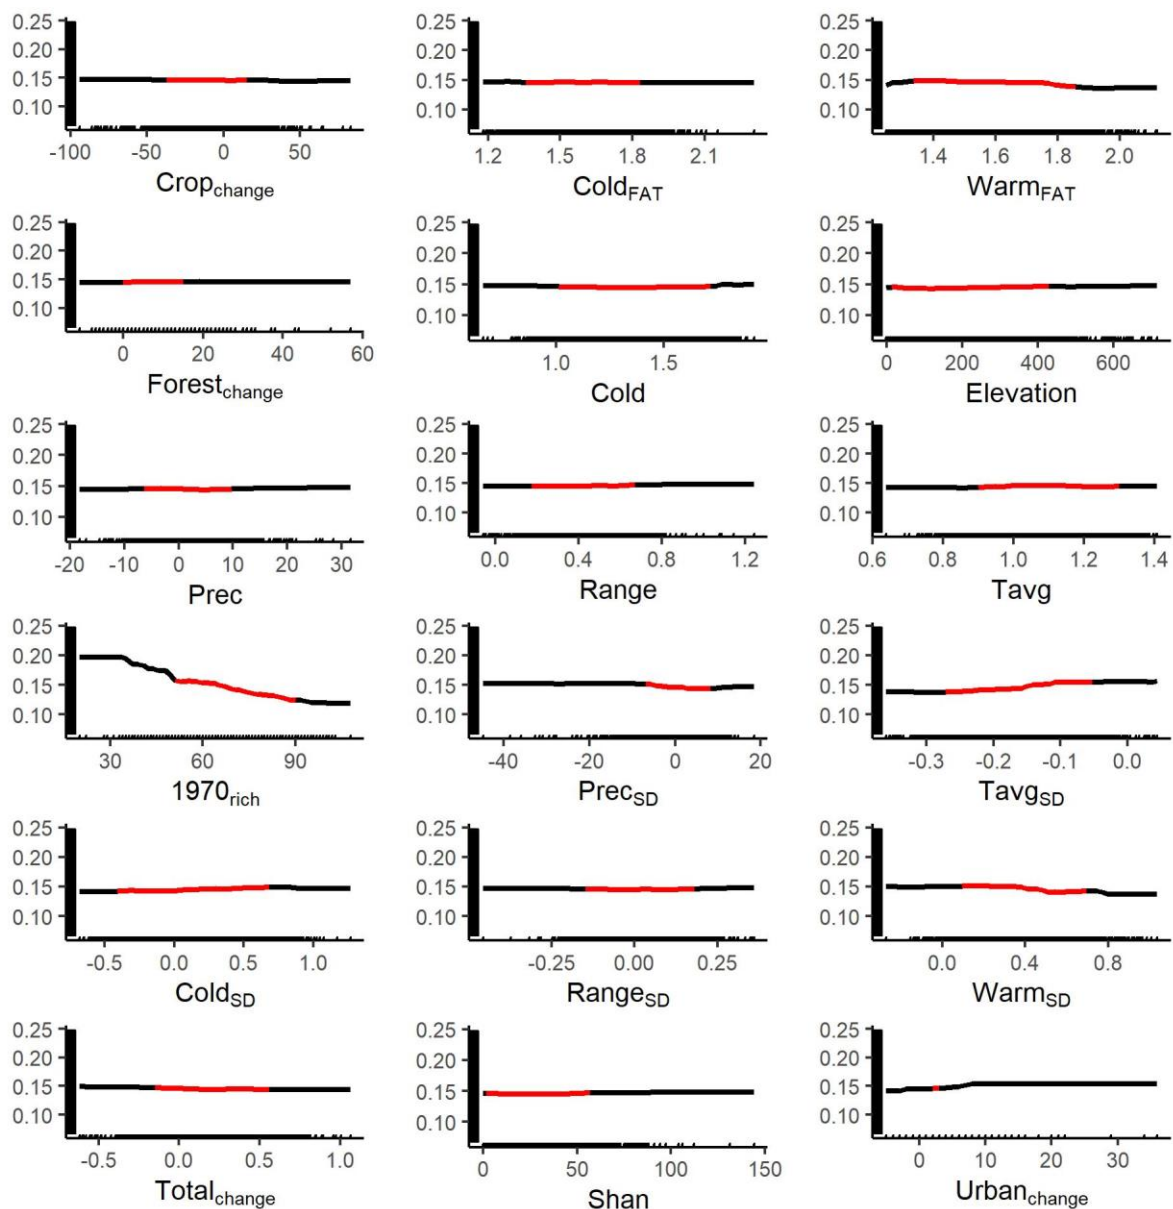 0.25 0.25 0.25
0.20 0.20 0.20
0.15 0.15 0.15
0.10 0.10 0.10
-100 -50 0 50 1.2 1.5 1.8 2.1 1.4 1.6 1.8 2.0
Cropchange ColdFAT WarmFAT
0.25 0.25 0.25
0.20 0.20 0.20
0.15 0.15 0.15
0.10 0.10 0.10
0 20 40 60 1.0 1.5 0 200 400 600
Forestchange Cold Elevation
0.25 0.25 0.25
0.20 0.20 0.20
0.15 0.15 0.15
0.10 0.10 0.10
-20 -10 0 10 20 30 0.0 0.4 0.8 1.2 0.6 0.8 1.0 1.2 1.4
Prec Range Tavg
0.25 0.25 0.25
0.20 0.20 0.20
0.15 0.15 0.15
0.10 0.10 0.10
30 60 90 -40 -20 0 20 -0.3 -0.2 -0.1 0.0
1970rich PrecSD TavgSD
0.25 0.25 0.25
0.20 0.20 0.20
0.15 0.15 0.15
0.10 0.10 0.10
-0.5 0.0 0.5 1.0 -0.25 0.00 0.25 0.0 0.4 0.8
ColdSD RangeSD WarmSD
0.25 0.25 0.25
0.20 0.20 0.20
0.15 0.15 0.15
0.10 0.10 0.10
-0.5 0.0 0.5 1.0 0 50 100 150 0 10 20 30
Totalchange Shan Urbanchange